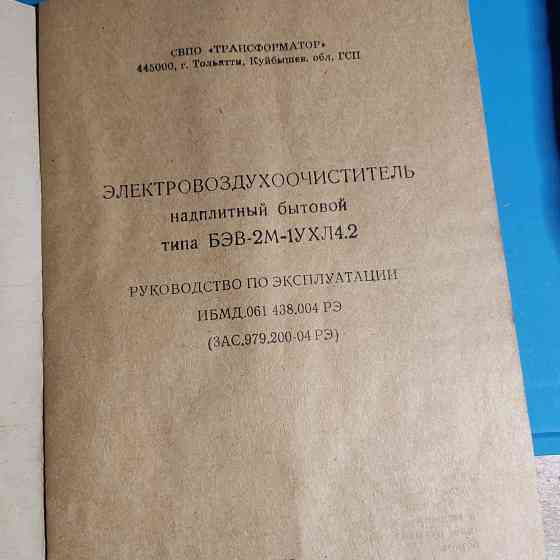 СВПО «ТРАНСФОРМАТОР»
445000, г. Тольятти, Куйбышев. обл. ГСП
ЭЛЕКТРОВОЗДУХООЧИСТИТЕЛЬ
надплитный бытовой
типа БЭВ-2М-1УХЛ4.2
РУКОВОДСТВО ПО ЭКСПЛУАТАЦИИ
ИБМД.061 438.004 РЭ
(3АС.979.200-04 РЭ)